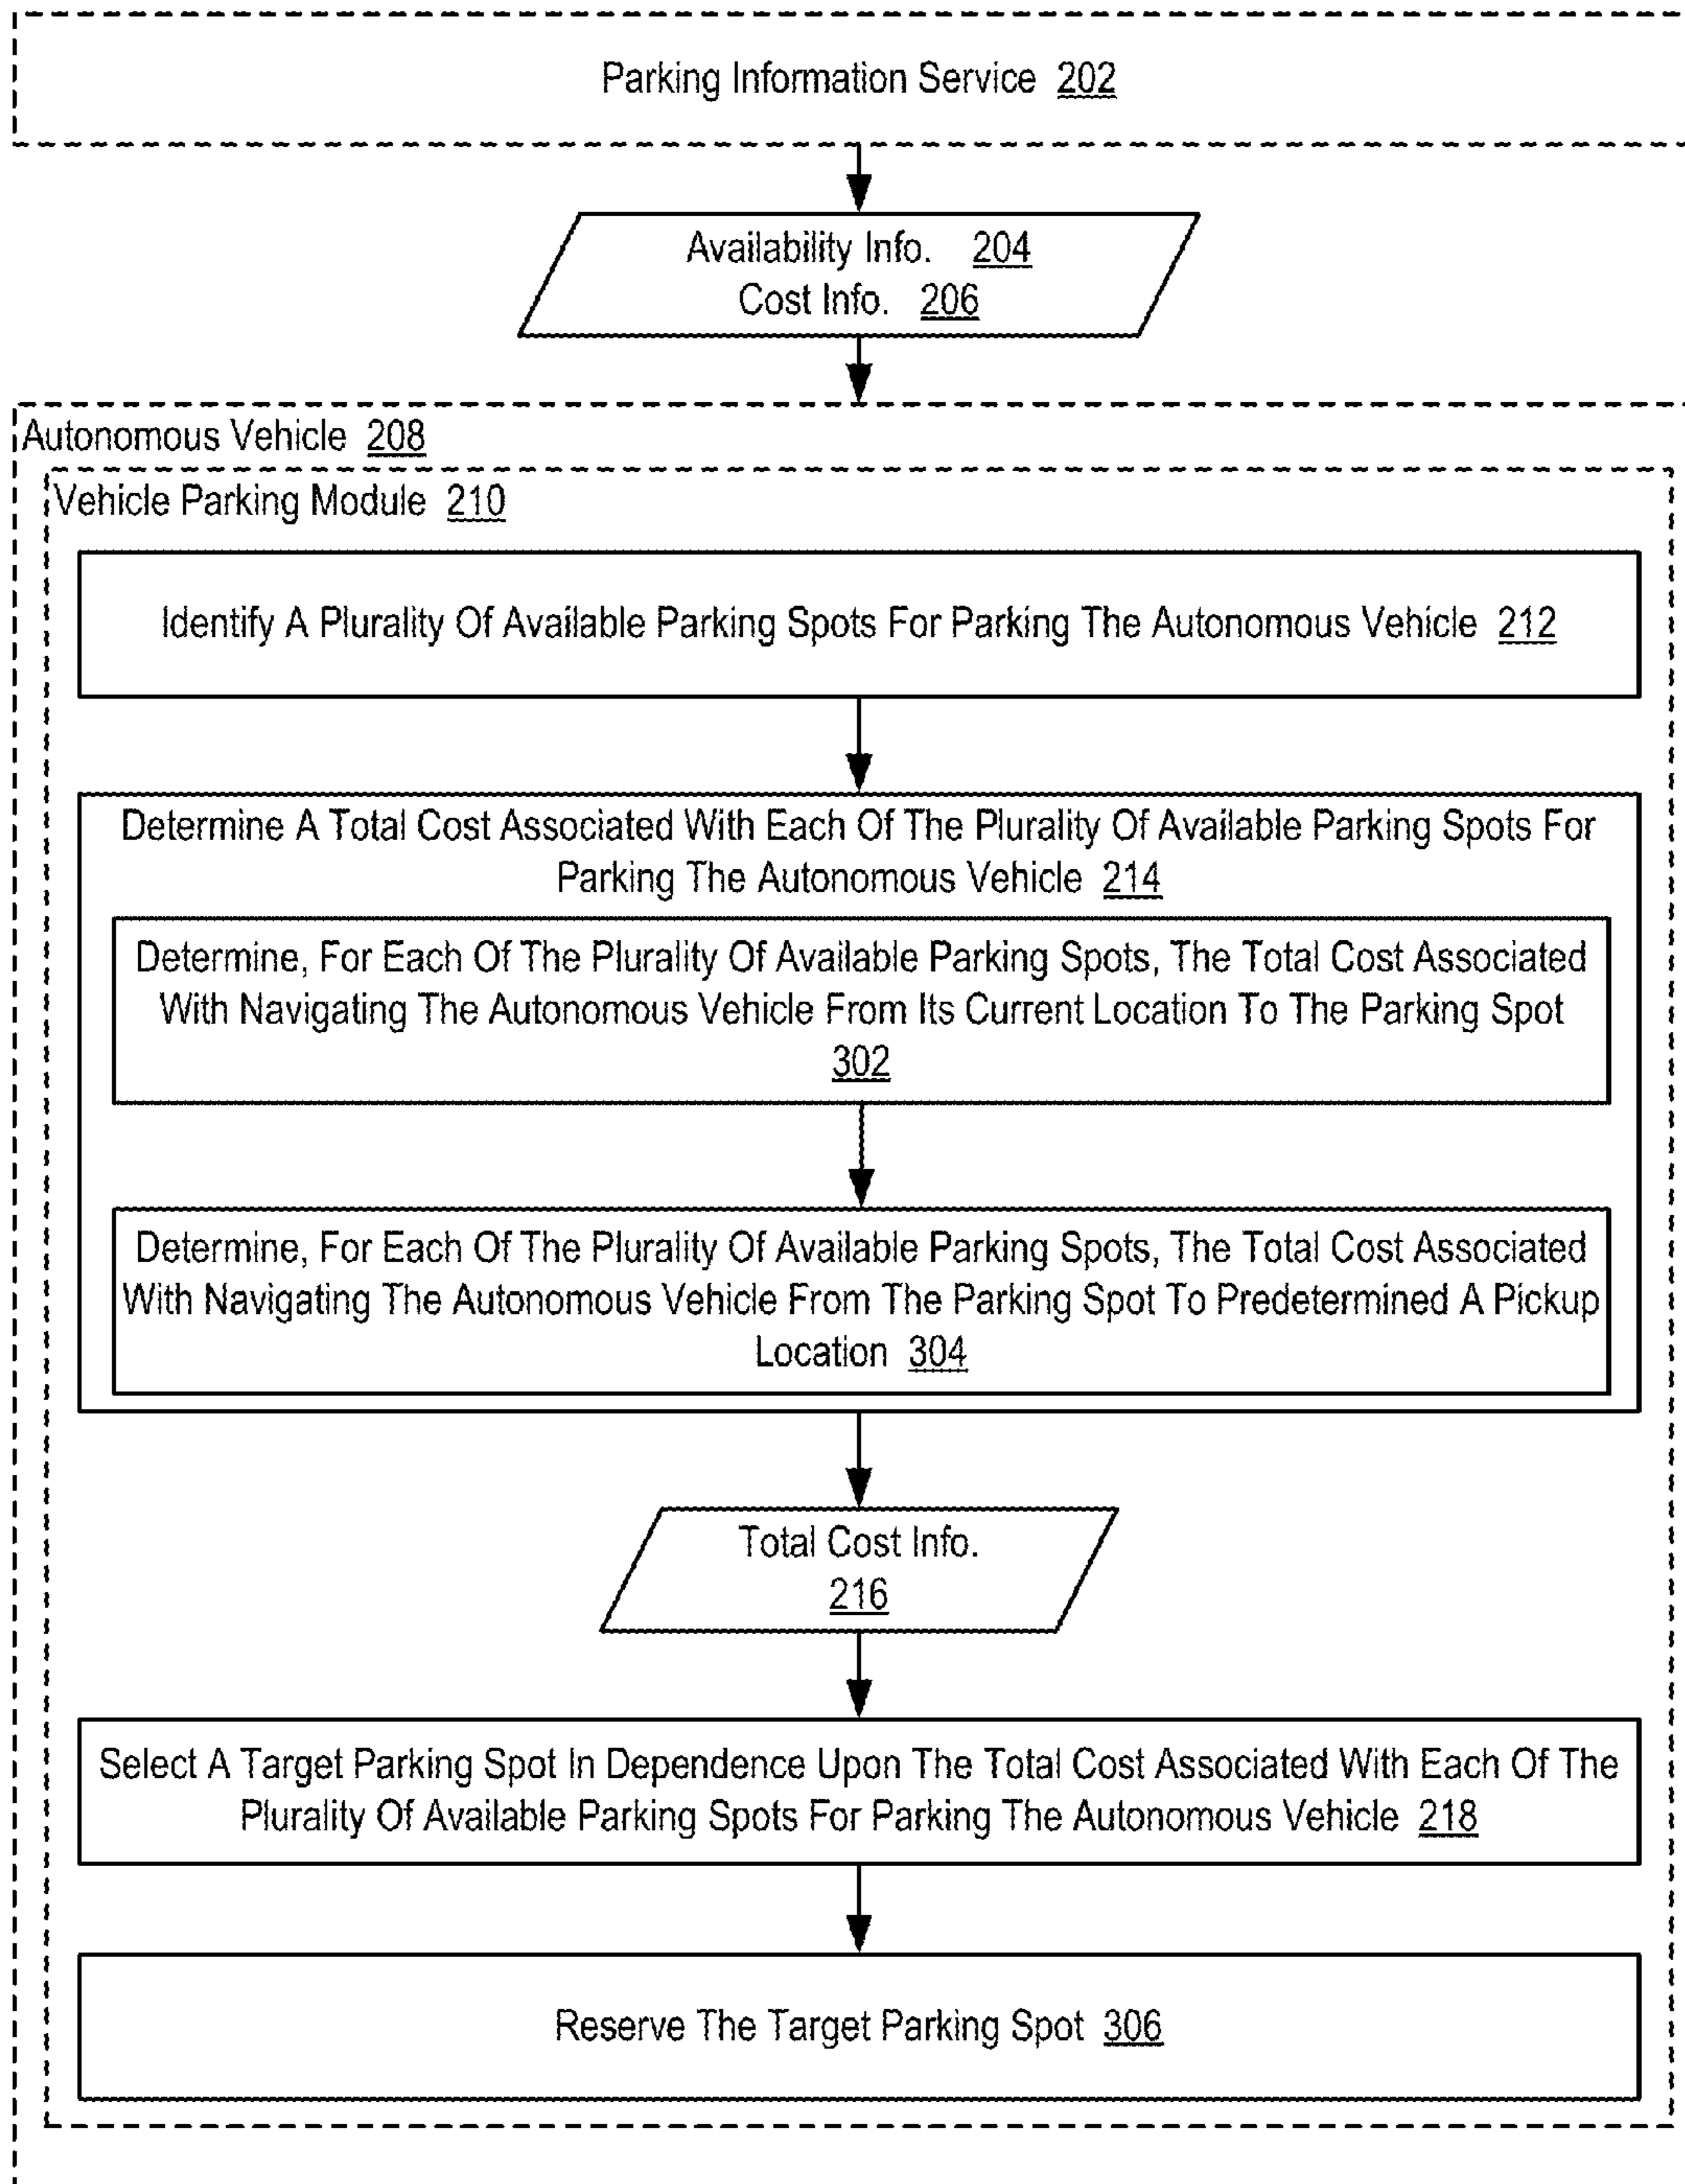 Parking Information Service 202
Availability Info. 204
Cost Info. 206
Autonomous Vehicle 208
Vehicle Parking Module 210
Identify A Plurality Of Available Parking Spots For Parking The Autonomous Vehicle 212
Determine A Total Cost Associated With Each Of The Plurality Of Available Parking Spots For
Parking The Autonomous Vehicle 214
Determine, For Each Of The Plurality Of Available Parking Spots, The Total Cost Associated
With Navigating The Autonomous Vehicle From Its Current Location To The Parking Spot
302
Determine, For Each Of The Plurality Of Available Parking Spots, The Total Cost Associated
With Navigating The Autonomous Vehicle From The Parking Spot To Predetermined A Pickup
Location 304
Total Cost Info.
216
Select A Target Parking Spot In Dependence Upon The Total Cost Associated With Each Of The
Plurality Of Available Parking Spots For Parking The Autonomous Vehicle 218
Reserve The Target Parking Spot 306